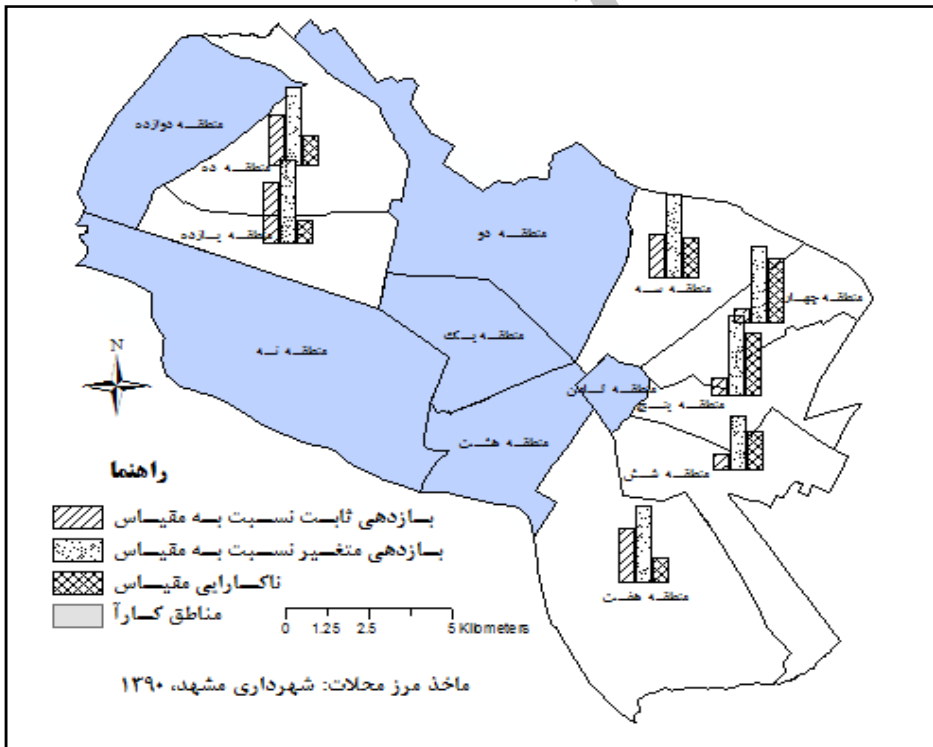 منطقه دوازده
منطقه ده
منطقه یازده
منطقه دو
منطقه سه
منطقه چهار
منطقه یک
منطقه نه
منطقه پنج
منطقه هشت
منطقه شش
منطقه هفت
N
راهنما
بازدهی ثابت نسبت به مقیاس
بازدهی متغیر نسبت به مقیاس
ناکارایی مقیاس
مناطق کارآ
0 1.25 2.5 5 Kilometers
ماخذ مرز محلات: شهرداری مشهد، ۱۳۹۰